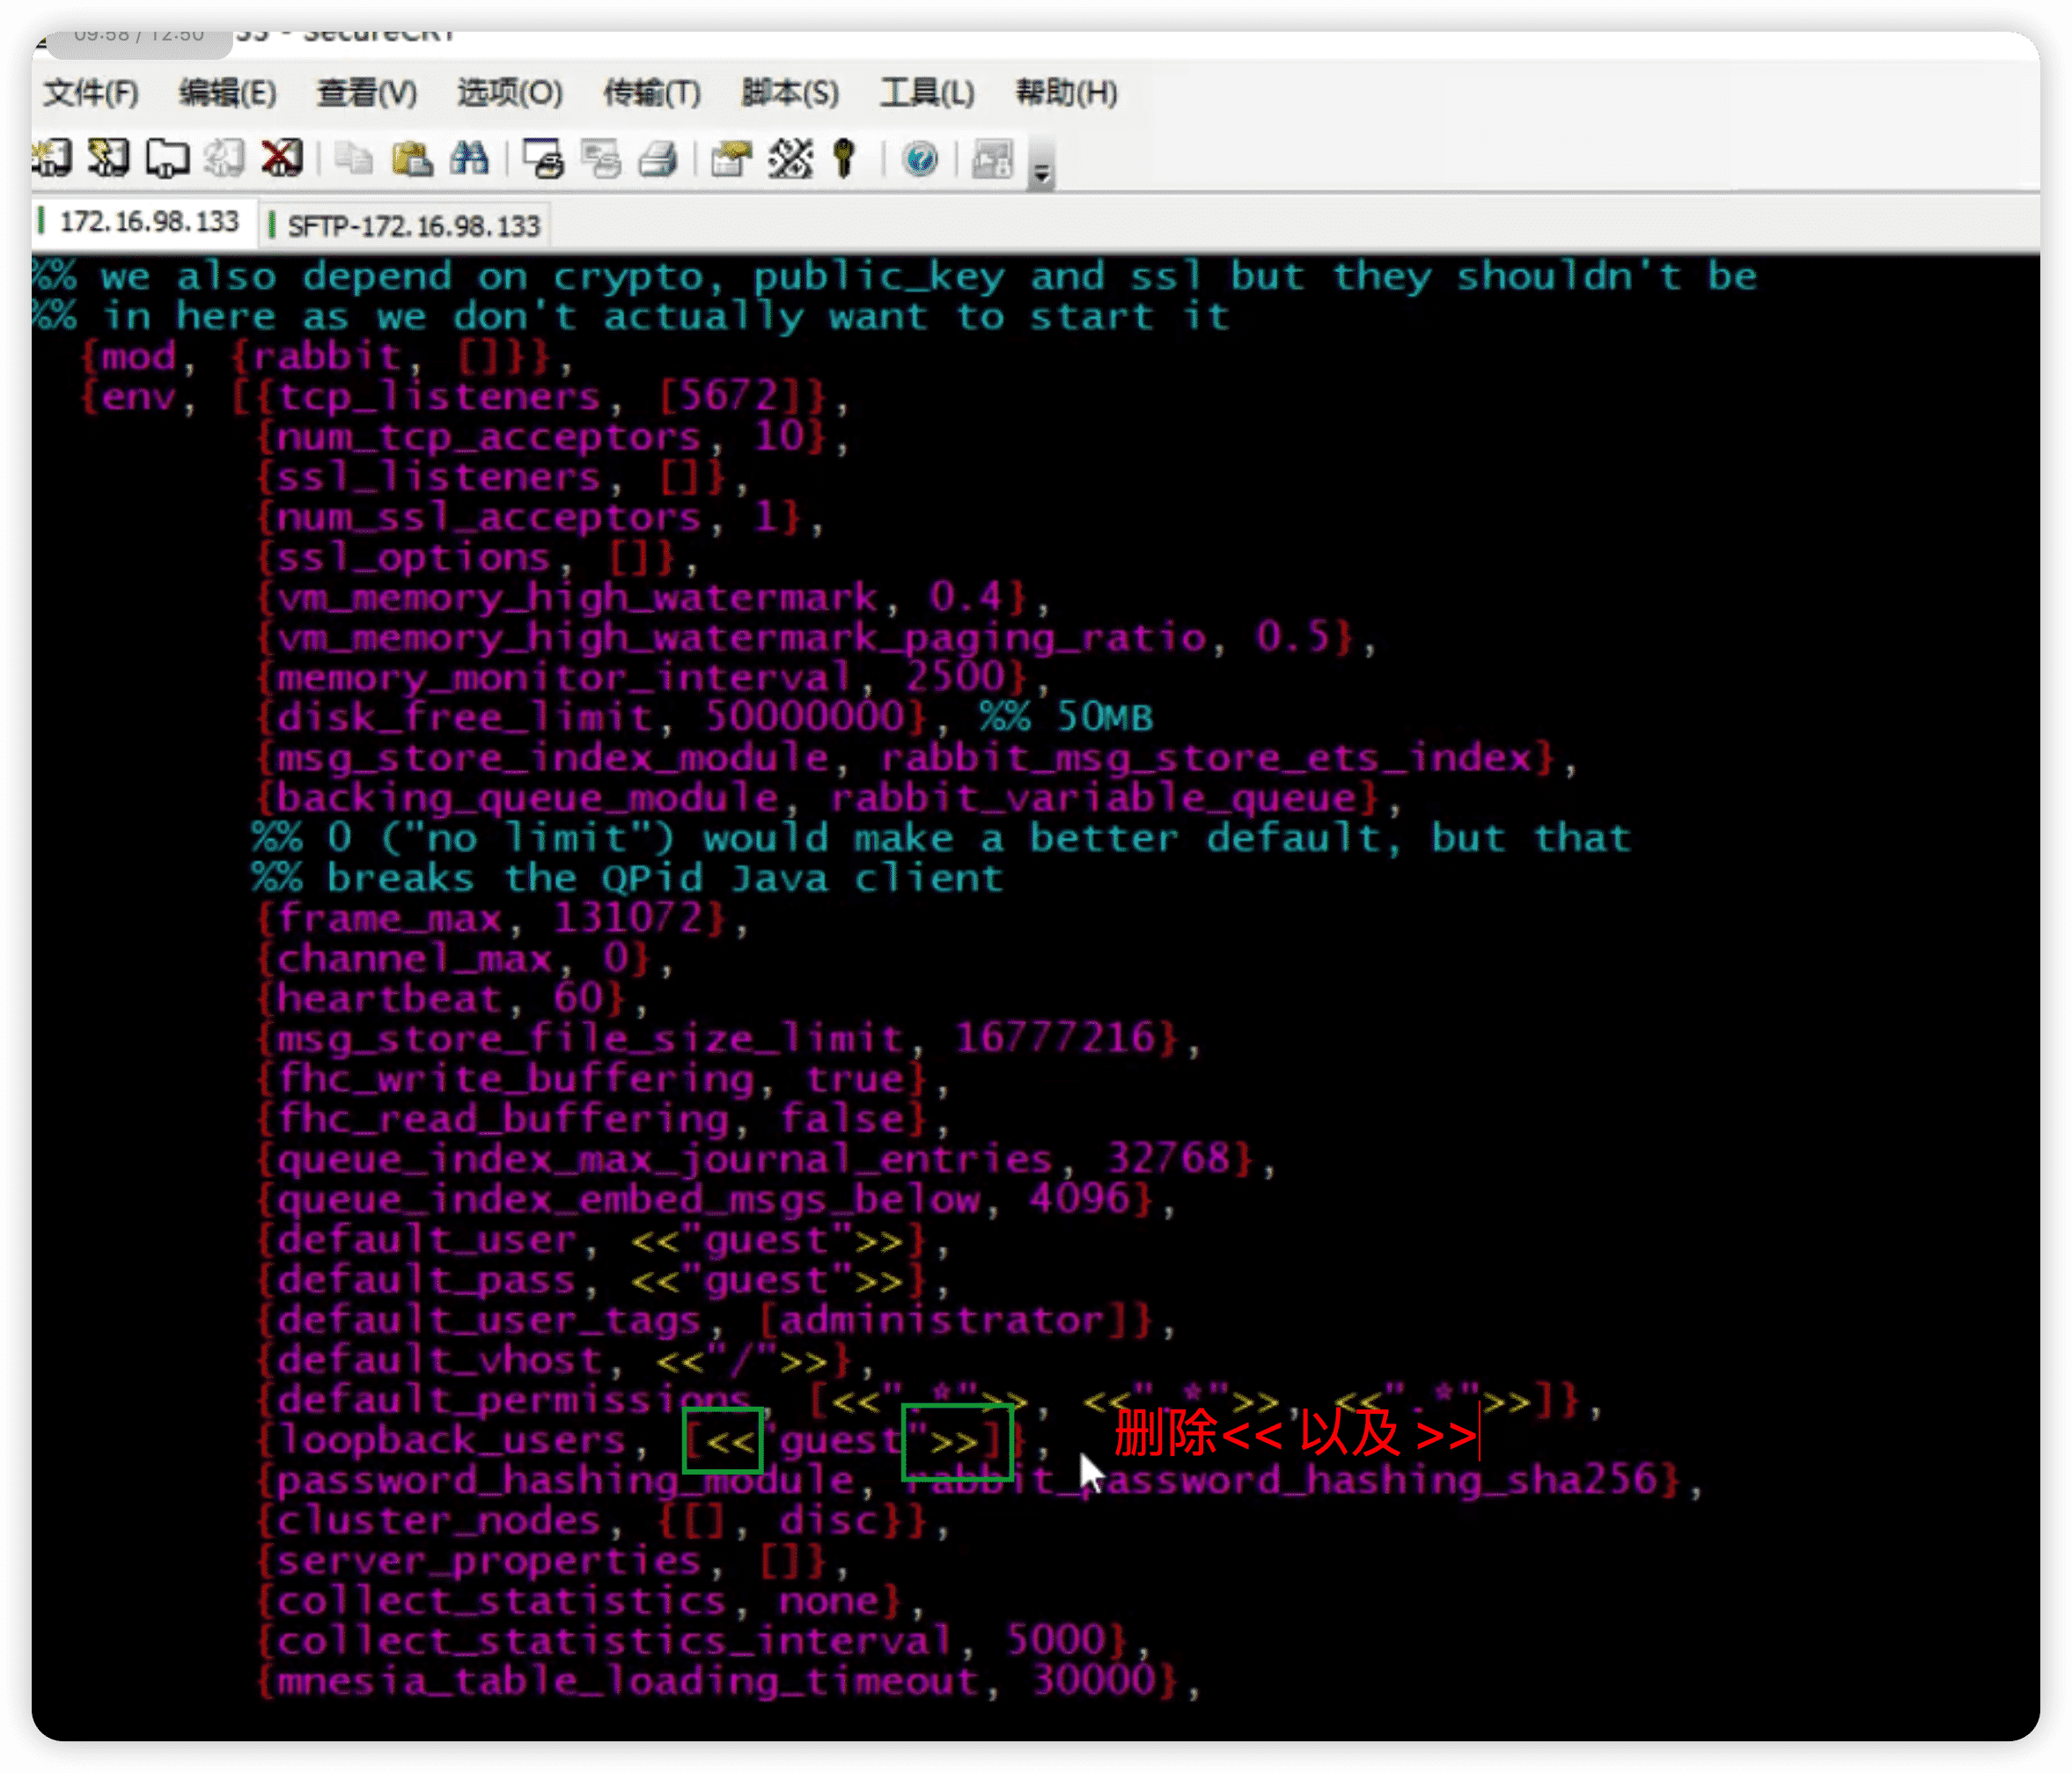 09:58 / 12:50
33 - SecureCRT
文件(F) 编辑(E) 查看(V) 选项(O) 传输(T) 脚本(S) 工具(L) 帮助(H)
172.16.98.133 SFTP-172.16.98.133
%% we also depend on crypto, public_key and ssl but they shouldn't be
%% in here as we don't actually want to start it
{mod, {rabbit, []}},
{env, [{tcp_listeners, [5672]},
{num_tcp_acceptors, 10},
{ssl_listeners, []},
{num_ssl_acceptors, 1},
{ssl_options, []},
{vm_memory_high_watermark, 0.4},
{vm_memory_high_watermark_paging_ratio, 0.5},
{memory_monitor_interval, 2500},
{disk_free_limit, 50000000}, %% 50MB
{msg_store_index_module, rabbit_msg_store_ets_index},
{backing_queue_module, rabbit_variable_queue},
%% 0 ("no limit") would make a better default, but that
%% breaks the QPid Java client
{frame_max, 131072},
{channel_max, 0},
{heartbeat, 60},
{msg_store_file_size_limit, 16777216},
{fhc_write_buffering, true},
{fhc_read_buffering, false},
{queue_index_max_journal_entries, 32768},
{queue_index_embed_msgs_below, 4096},
{default_user, <<"guest">>},
{default_pass, <<"guest">>},
{default_user_tags, [administrator]},
{default_vhost, <<"/">>},
{default_permissions, [<<".*">>, <<".*">>, <<".*">>]},
{loopback_users, [<<"guest">>]}, 删除<< 以及 >>
{password_hashing_module, rabbit_password_hashing_sha256},
{cluster_nodes, {[], disc}},
{server_properties, []},
{collect_statistics, none},
{collect_statistics_interval, 5000},
{mnesia_table_loading_timeout, 30000},